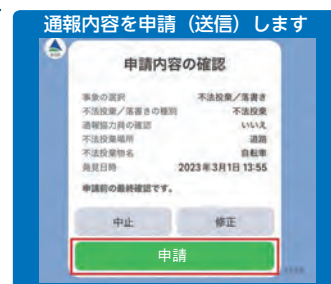 通報内容を申請（送信）します
申請内容の確認
事象の選択 不法投棄／落書き
不法投棄／落書きの種別 不法投棄
通報協力員の確認 いいえ
不法投棄場所 道路
不法投棄物名 自転車
発見日時 2023年3月1日 13:55
申請前の最終確認です。
中止 修正
申請